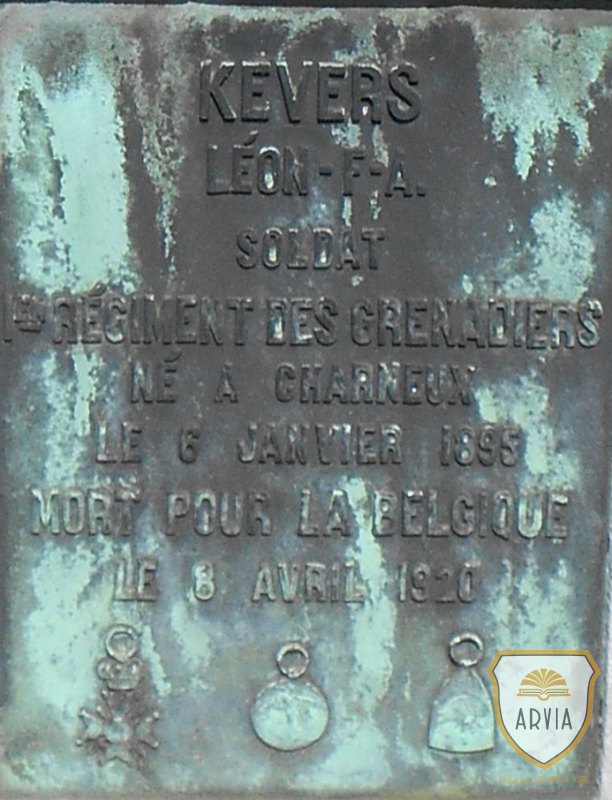 KEVERS
LÉON-F-A.
SOLDAT
1ER RÉGIMENT DES GRENADIERS
NÉ A CHARNEUX
LE 6 JANVIER 1895
MORT POUR LA BELGIQUE
LE 8 AVRIL 1920
ARVIA